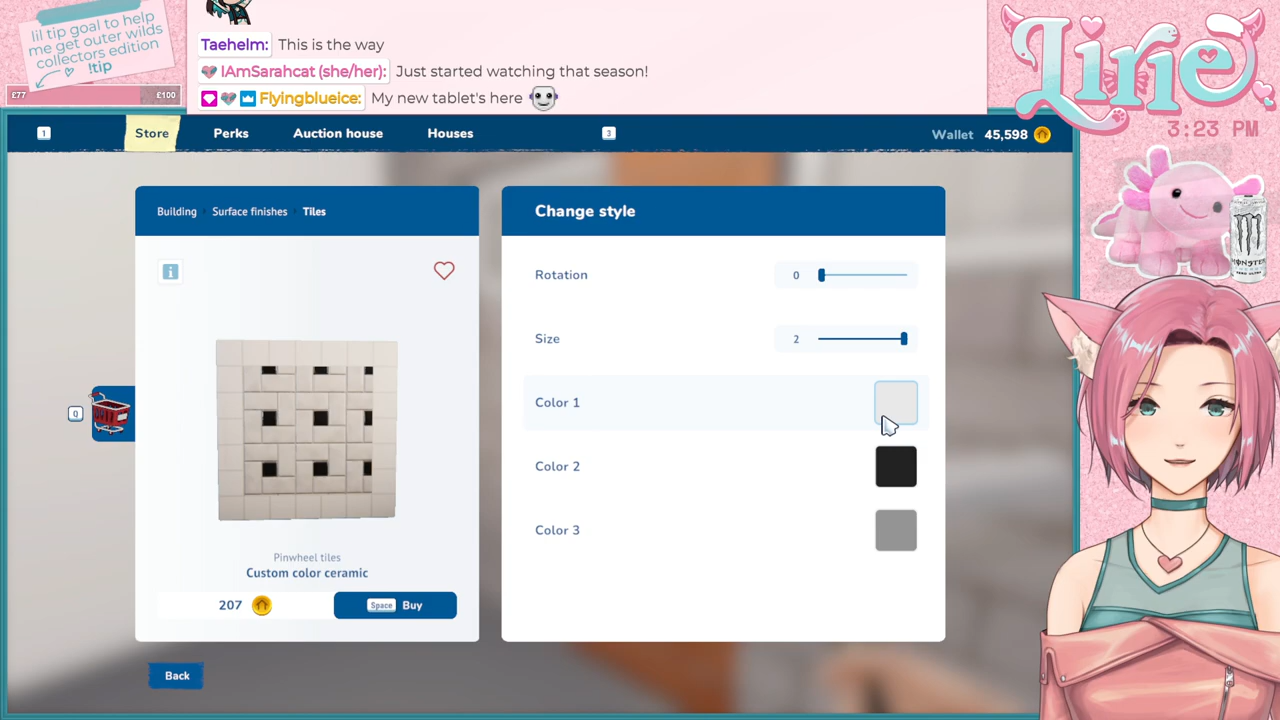 lil tip goal to help
me get outer wilds
collectors edition
!tip
£77
£100
Taehelm: This is the way
IAmSarahcat (she/her): Just started watching that season!
Flyingblueice: My new tablet's here
Lirie
3:23 PM
1
Store
Perks
Auction house
Houses
3
Wallet 45,598
Building
Surface finishes
Tiles
Change style
Rotation
0
Size
2
Color 1
Color 2
Color 3
Q
Pinwheel tiles
Custom color ceramic
207
Space Buy
Back
MONSTER